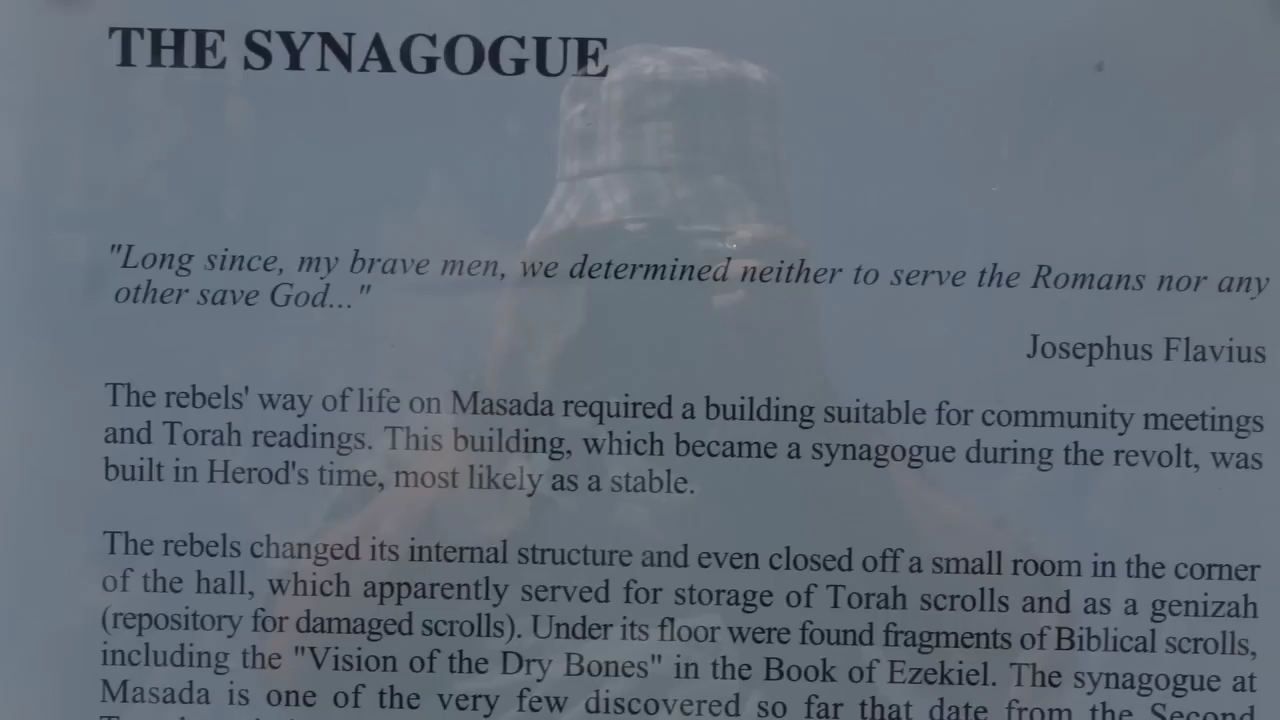 THE SYNAGOGUE
"Long since, my brave men, we determined neither to serve the Romans nor any
other save God..."
Josephus Flavius
The rebels' way of life on Masada required a building suitable for community meetings
and Torah readings. This building, which became a synagogue during the revolt, was
built in Herod's time, most likely as a stable.
The rebels changed its internal structure and even closed off a small room in the corner
of the hall, which apparently served for storage of Torah scrolls and as a genizah
(repository for damaged scrolls). Under its floor were found fragments of Biblical scrolls,
including the "Vision of the Dry Bones" in the Book of Ezekiel. The synagogue at
Masada is one of the very few discovered so far that date from the Second